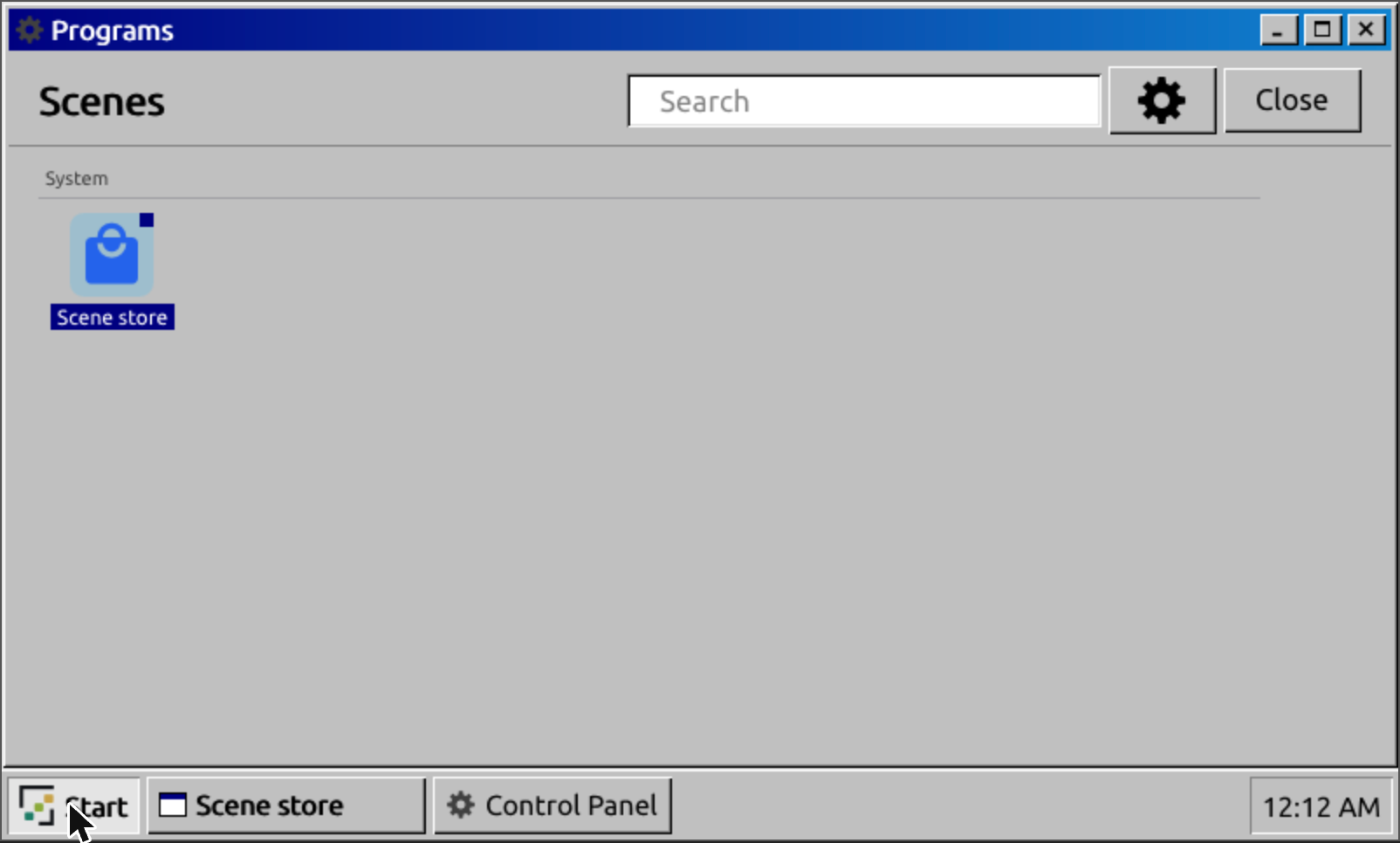 Programs
Scenes
Search
Close
System
Scene store
Start
Scene store
Control Panel
12:12 AM